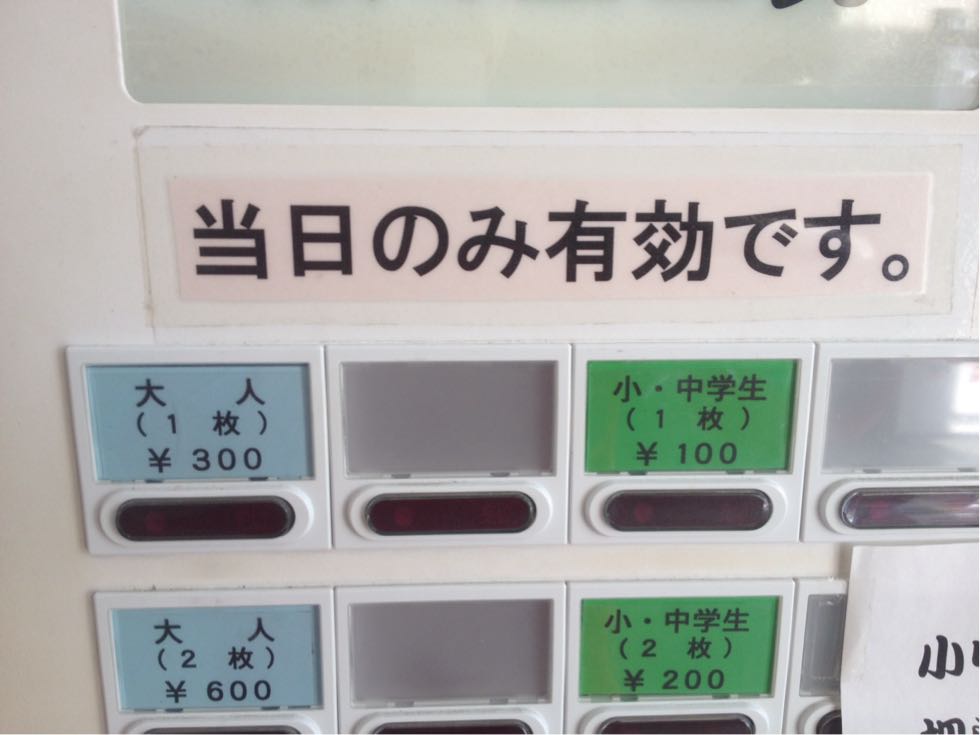 当日のみ有効です。
大　人
（1　枚）
￥300
小・中学生
（1　枚）
￥100
大　人
（2　枚）
￥600
小・中学生
（2　枚）
￥200
小